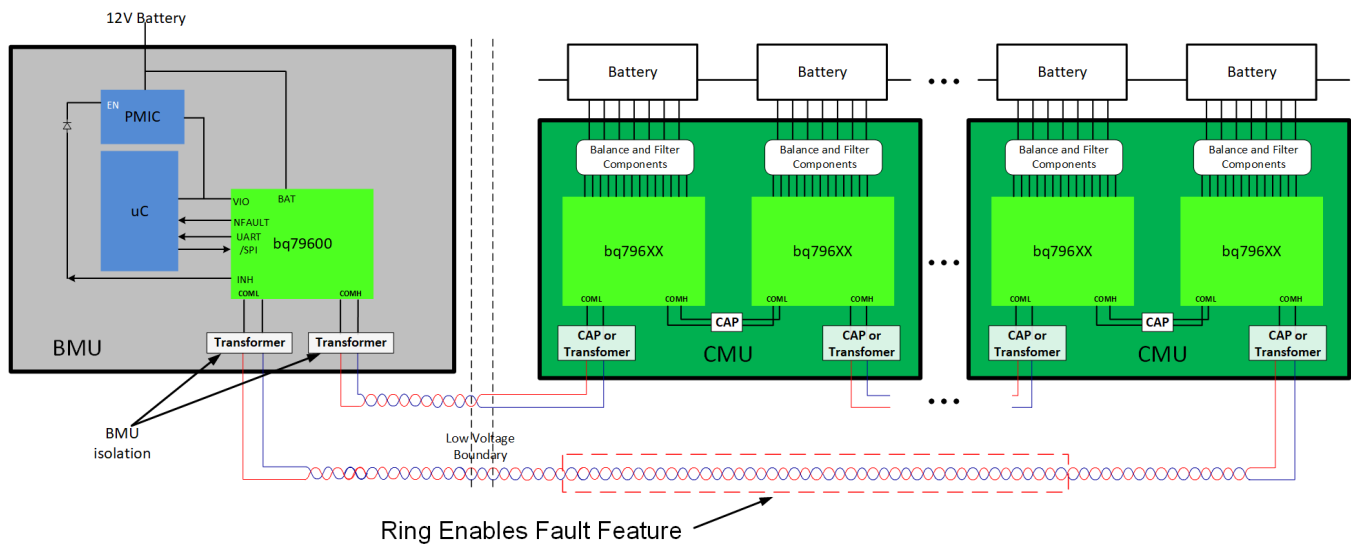 12V Battery
EN
PMIC
uC
VIO
BAT
NFAULT
UART
/SPI
bq79600
INH
COML
COMH
Transformer
Transformer
BMU
BMU
isolation
Low Voltage
Boundary
Battery
Battery
Battery
Battery
Balance and Filter
Components
Balance and Filter
Components
Balance and Filter
Components
Balance and Filter
Components
bq796XX
bq796XX
bq796XX
bq796XX
COML
COMH
COML
COMH
COML
COMH
COML
COMH
CAP
CAP
CAP or
Transfomer
CAP or
Transfomer
CAP or
Transfomer
CAP or
Transfomer
CMU
CMU
Ring Enables Fault Feature